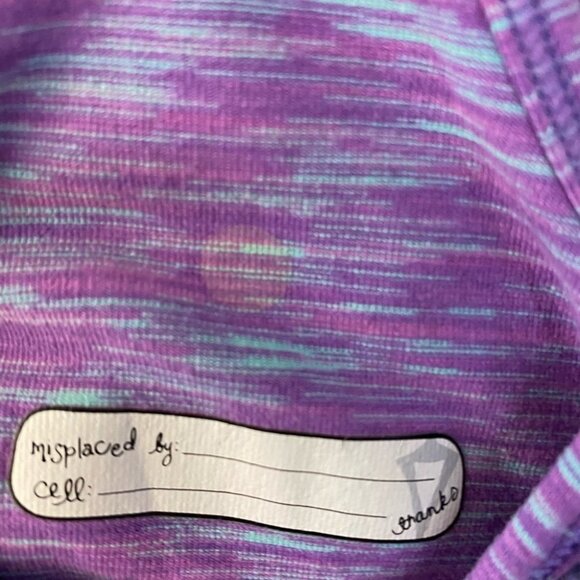 misplaced by:
cell:
thanks